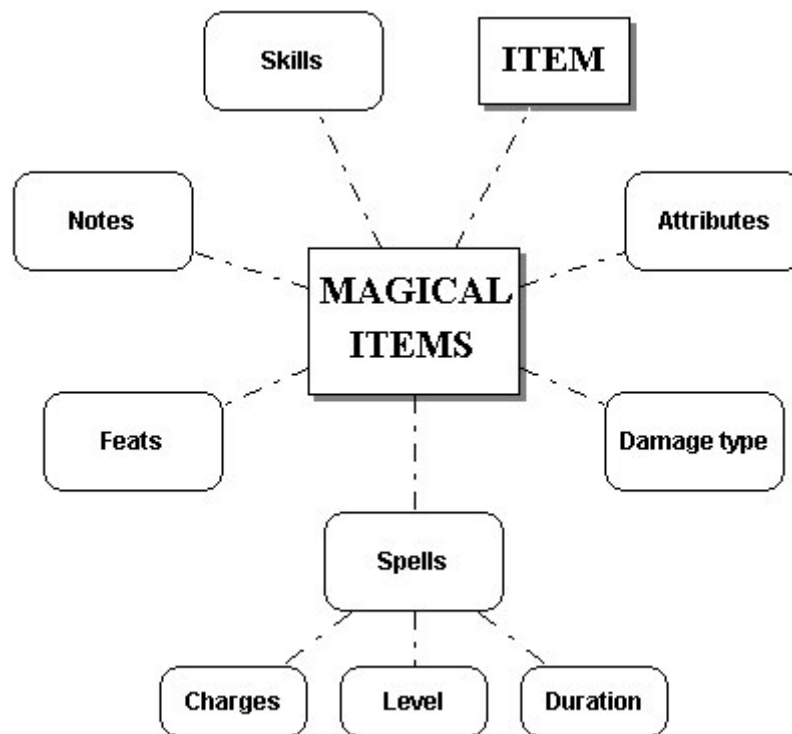 Skills
ITEM
Notes
Attributes
MAGICAL
ITEMS
Feats
Damage type
Spells
Charges
Level
Duration